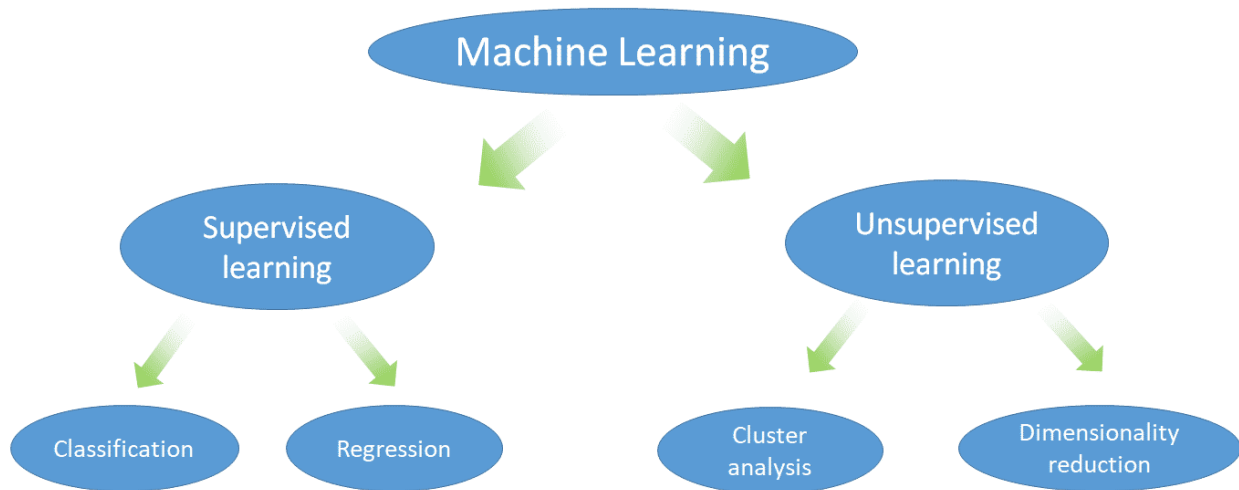 Machine Learning
Supervised
learning
Unsupervised
learning
Classification
Regression
Cluster
analysis
Dimensionality
reduction